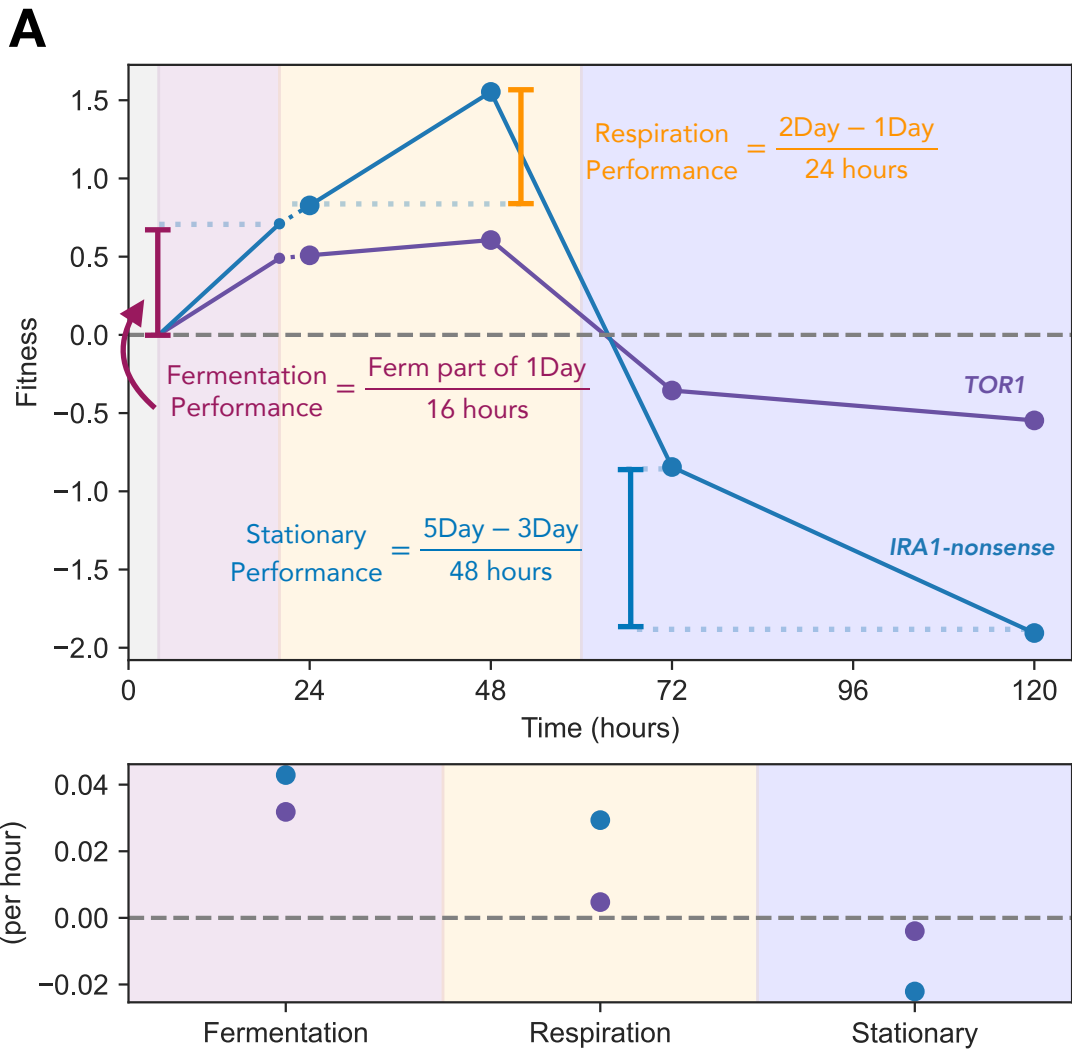 A
Fitness
1.5
1.0
0.5
0.0
−0.5
−1.0
−1.5
−2.0
Respiration
Performance
=
2Day − 1Day
24 hours
Fermentation
Performance
=
Ferm part of 1Day
16 hours
TOR1
Stationary
Performance
=
5Day − 3Day
48 hours
IRA1-nonsense
0 24 48 72 96 120
Time (hours)
(per hour)
0.04
0.02
0.00
−0.02
Fermentation Respiration Stationary